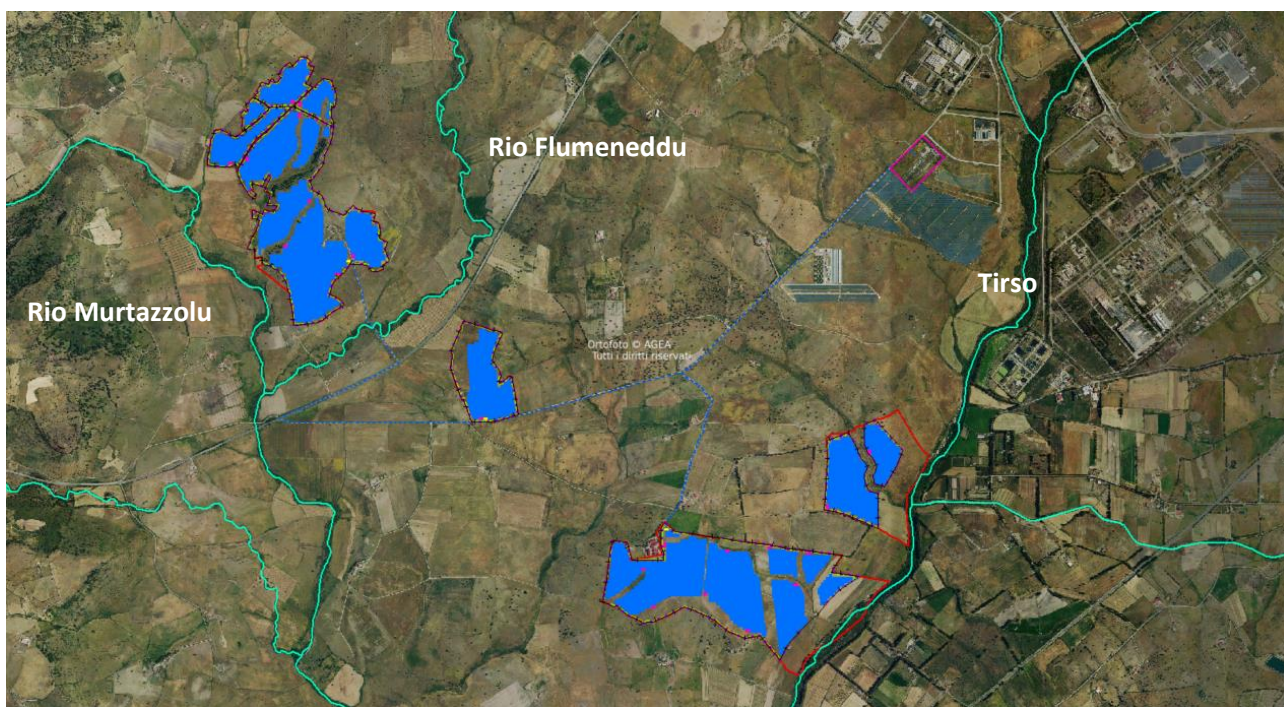 Rio Flumeneddu
Tirso
Rio Murtazzolu
Ortofoto © AGEA
Tutti i diritti riservati